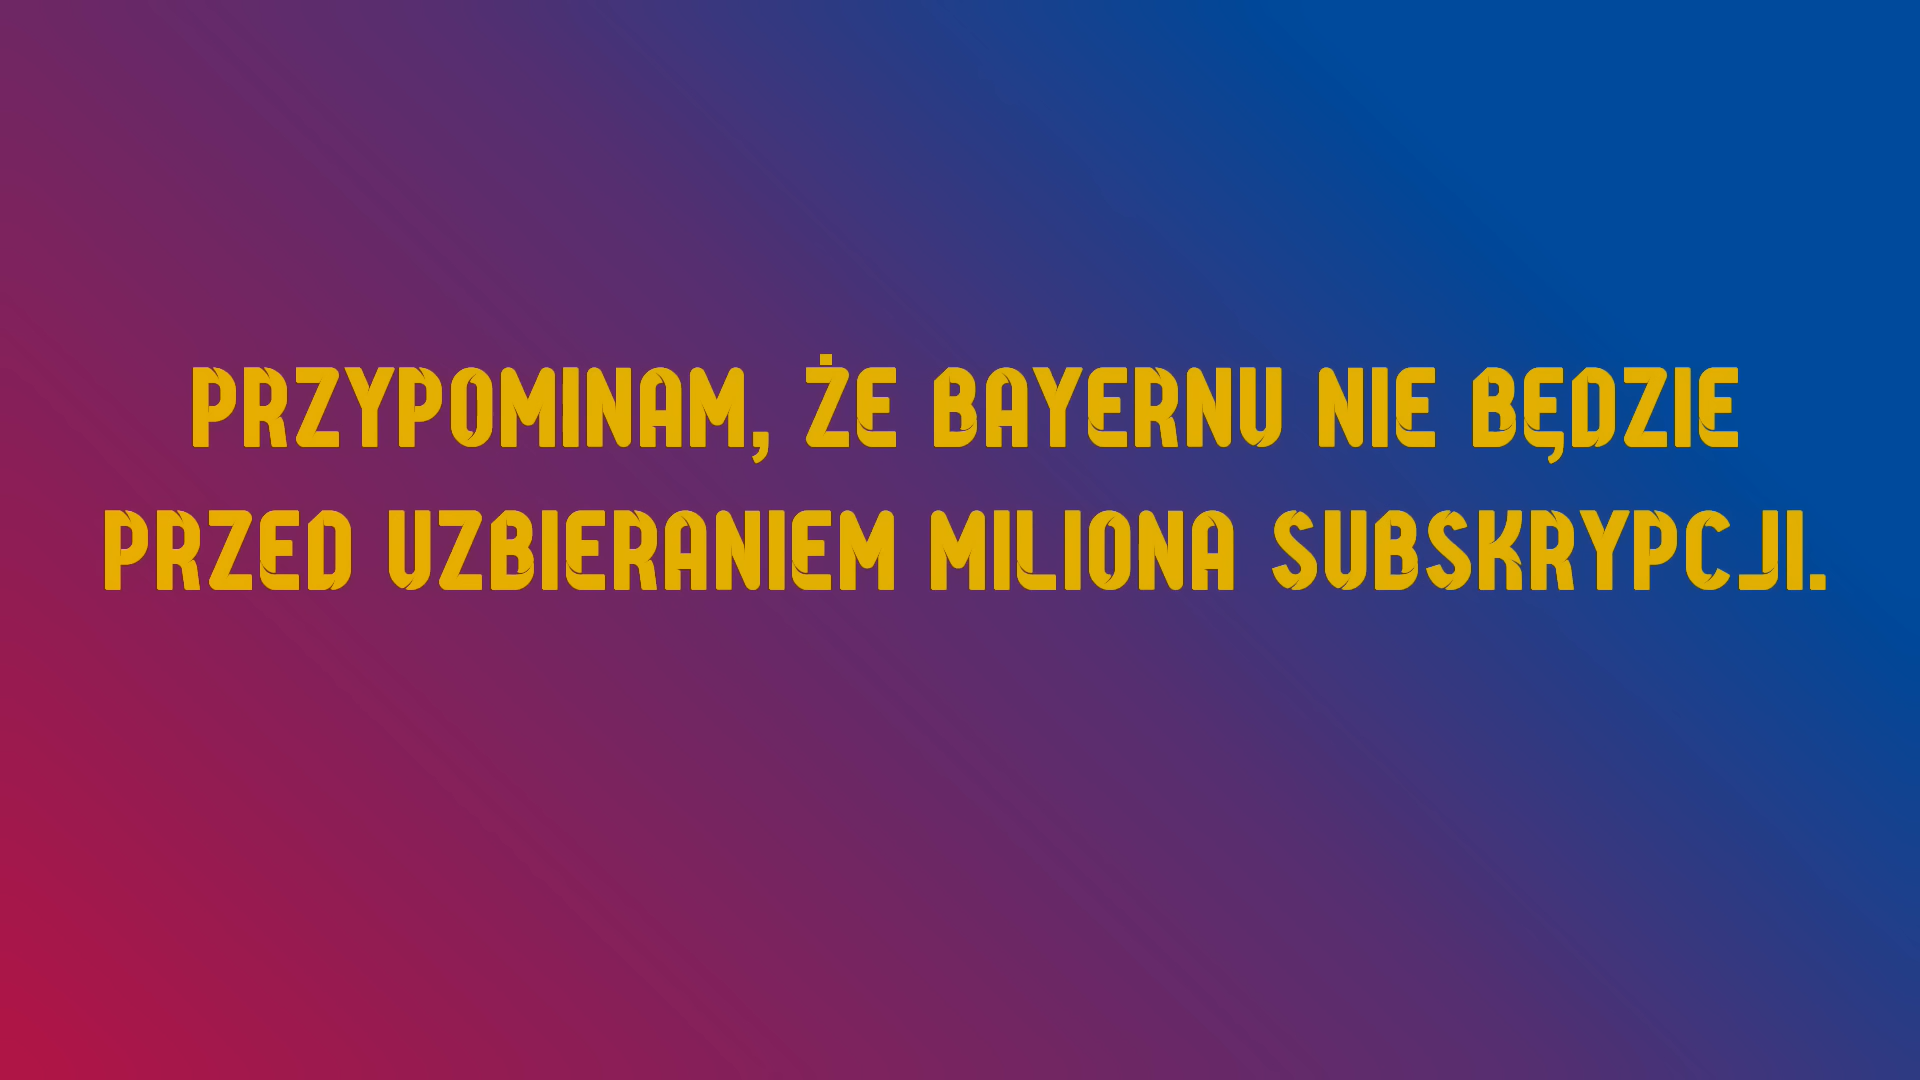 PRZYPOMINAM, ŻE BAYERNU NIE BĘDZIE
PRZED UZBIERANIEM MILIONA SUBSKRYPCJI.